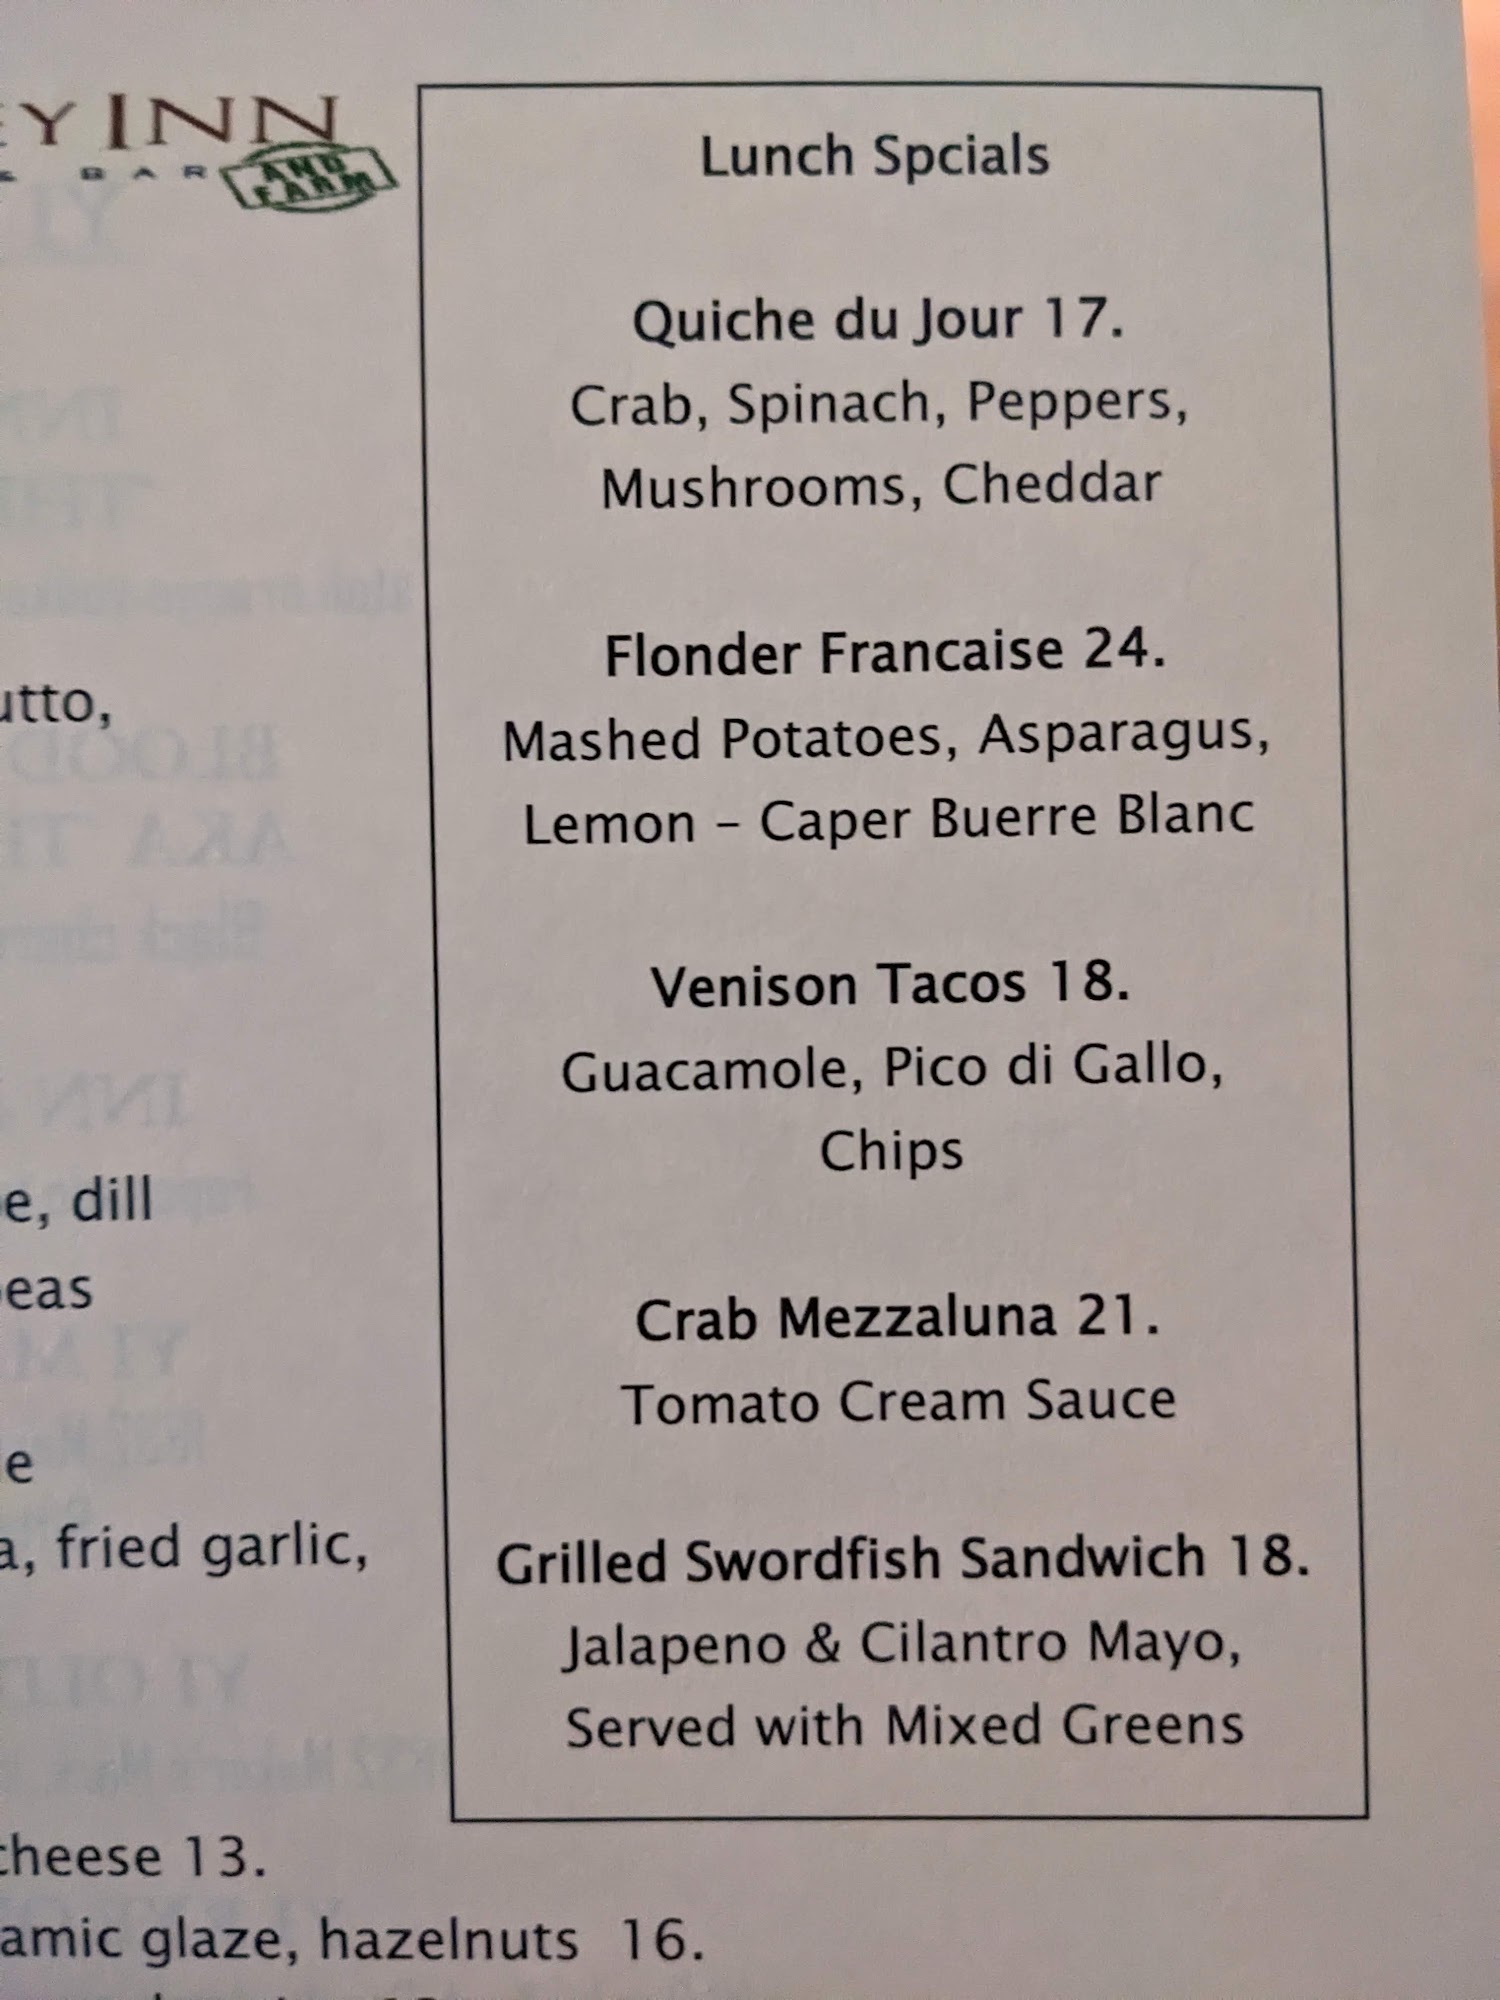 Y INN
BAR
AND
FARM
Lunch Spcials
Quiche du Jour 17.
Crab, Spinach, Peppers,
Mushrooms, Cheddar
Flonder Francaise 24.
Mashed Potatoes, Asparagus,
Lemon – Caper Buerre Blanc
Venison Tacos 18.
Guacamole, Pico di Gallo,
Chips
Crab Mezzaluna 21.
Tomato Cream Sauce
Grilled Swordfish Sandwich 18.
Jalapeno & Cilantro Mayo,
Served with Mixed Greens
utto,
e, dill
eas
e
a, fried garlic,
cheese 13.
amic glaze, hazelnuts 16.